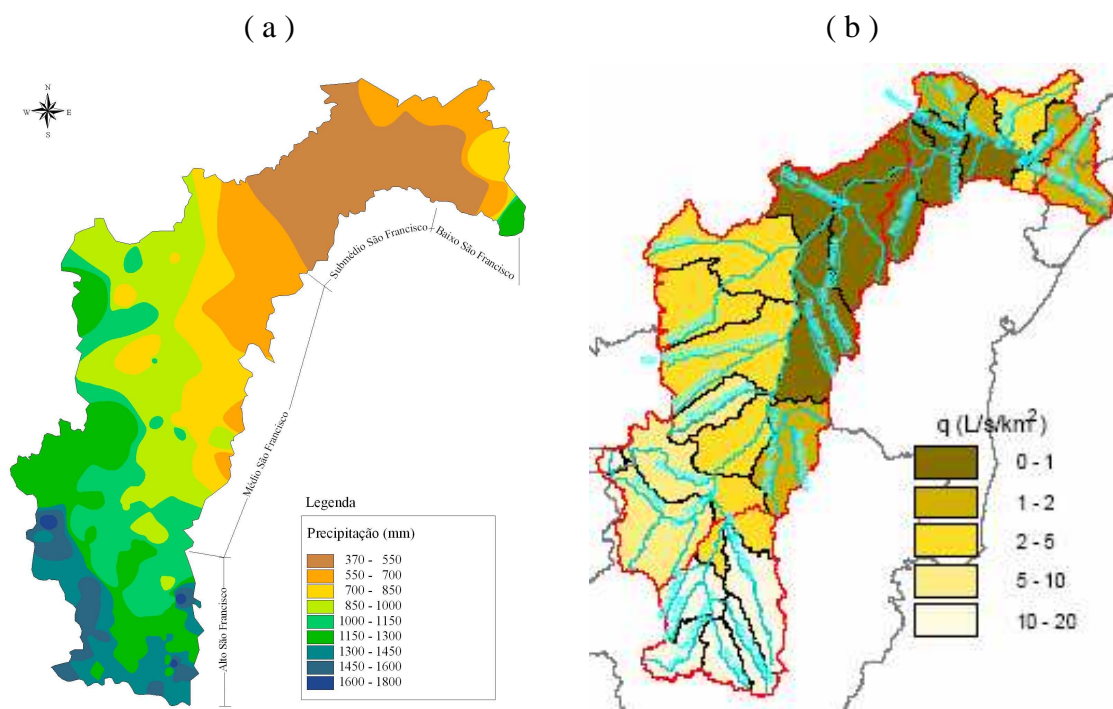 ( a )
( b )
N
W E
S
Submédio São Francisco
Baixo São Francisco
Médio São Francisco
Alto São Francisco
Legenda
Precipitação (mm)
370 - 550
550 - 700
700 - 850
850 - 1000
1000 - 1150
1150 - 1300
1300 - 1450
1450 - 1600
1600 - 1800
q (L/s/km²)
0 - 1
1 - 2
2 - 5
5 - 10
10 - 20